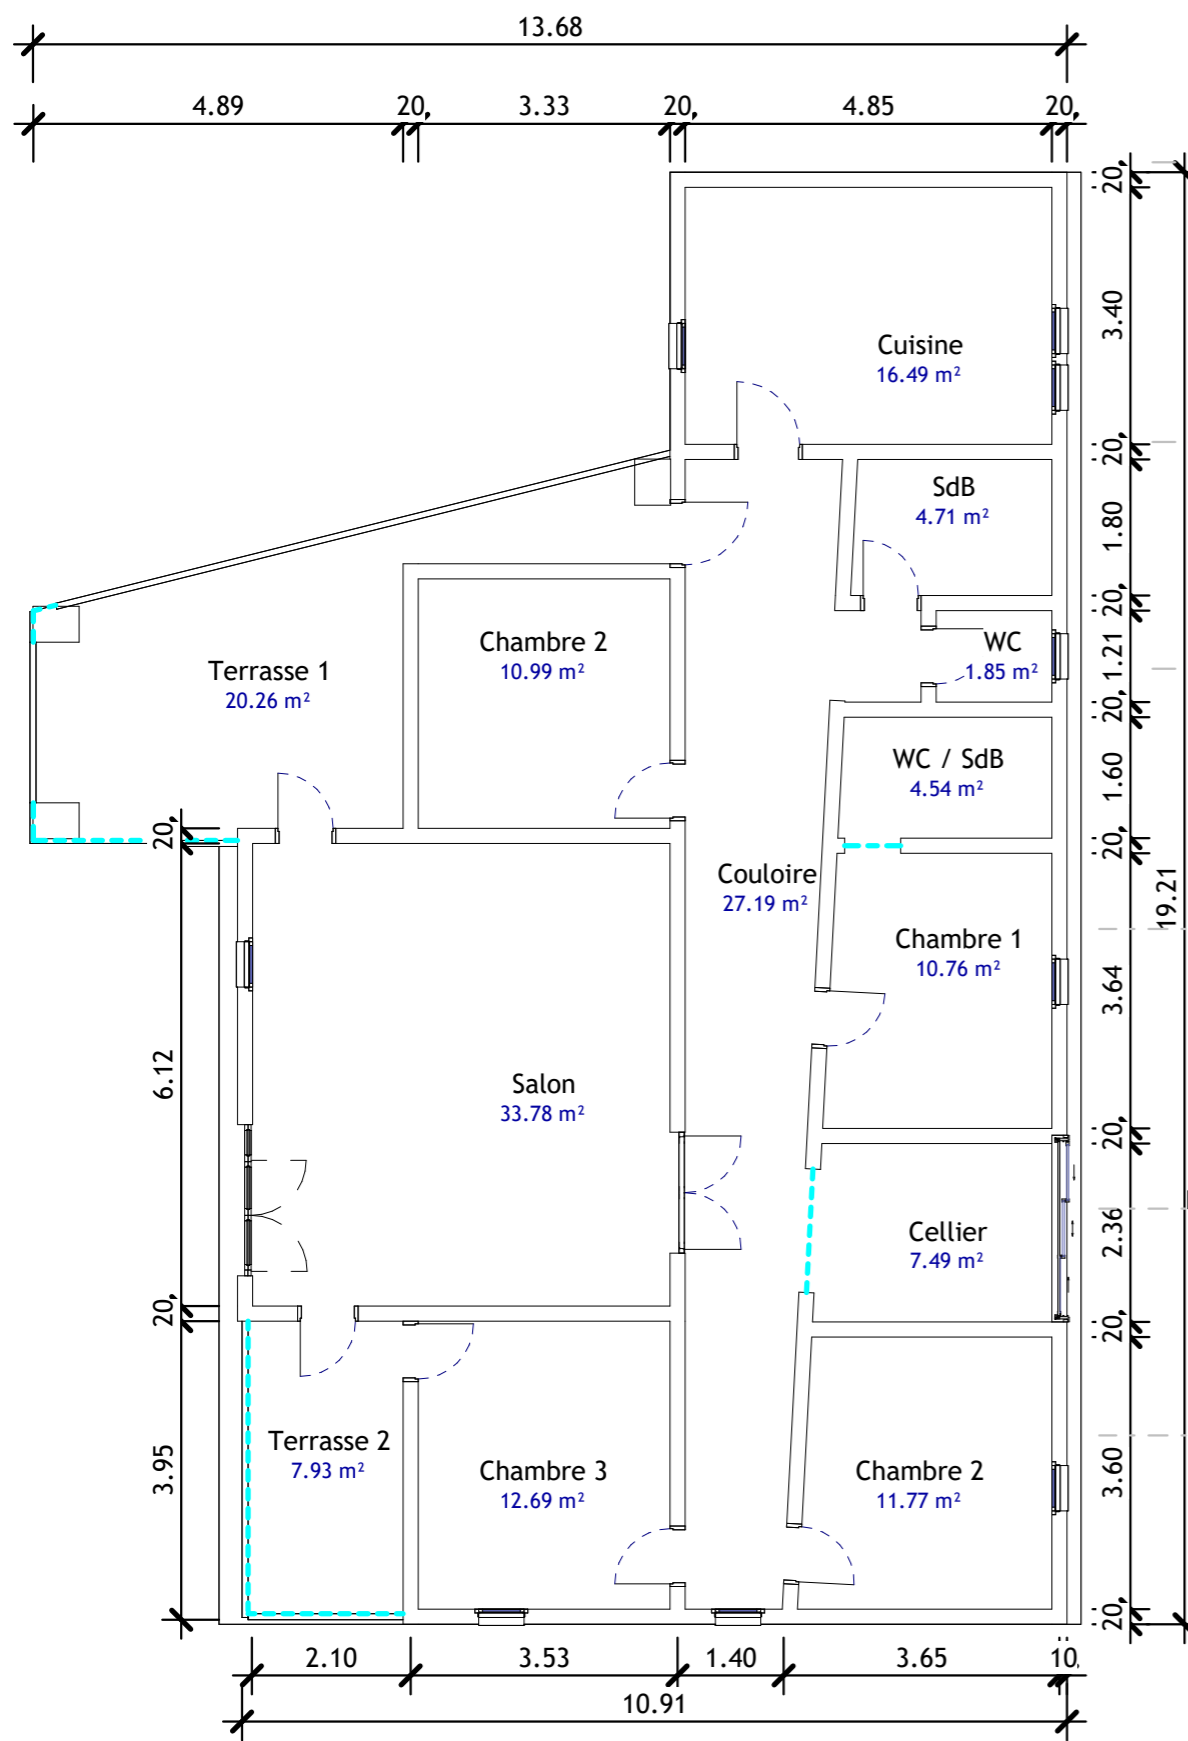 13.68
4.89
20,
3.33
20,
4.85
20,
20,
3.40
Cuisine
16.49 m²
20,
SdB
4.71 m²
1.80
20,
Chambre 2
10.99 m²
WC
1.85 m²
1.21
Terrasse 1
20.26 m²
20,
WC / SdB
4.54 m²
1.60
20,
20,
Couloire
27.19 m²
19.21
Chambre 1
10.76 m²
3.64
6.12
Salon
33.78 m²
20,
Cellier
7.49 m²
2.36
20,
20,
Terrasse 2
7.93 m²
Chambre 3
12.69 m²
Chambre 2
11.77 m²
3.95
3.60
20,
2.10
3.53
1.40
3.65
10,
10.91